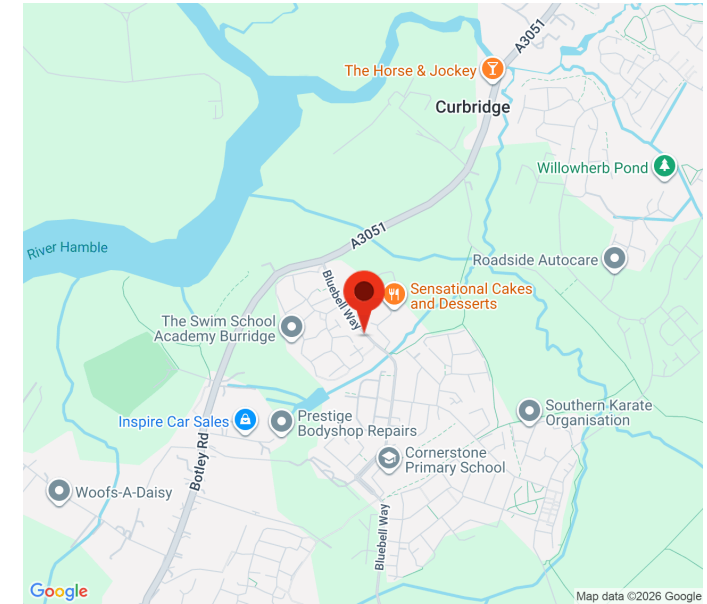 A3051
The Horse & Jockey
Curbridge
Willowherb Pond
A3051
River Hamble
Roadside Autocare
Bluebell Way
Sensational Cakes
and Desserts
The Swim School
Academy Burridge
Southern Karate
Organisation
Inspire Car Sales
Prestige
Bodyshop Repairs
Botley Rd
Cornerstone
Primary School
Woofs-A-Daisy
Bluebell Way
Google
Map data ©2026 Google